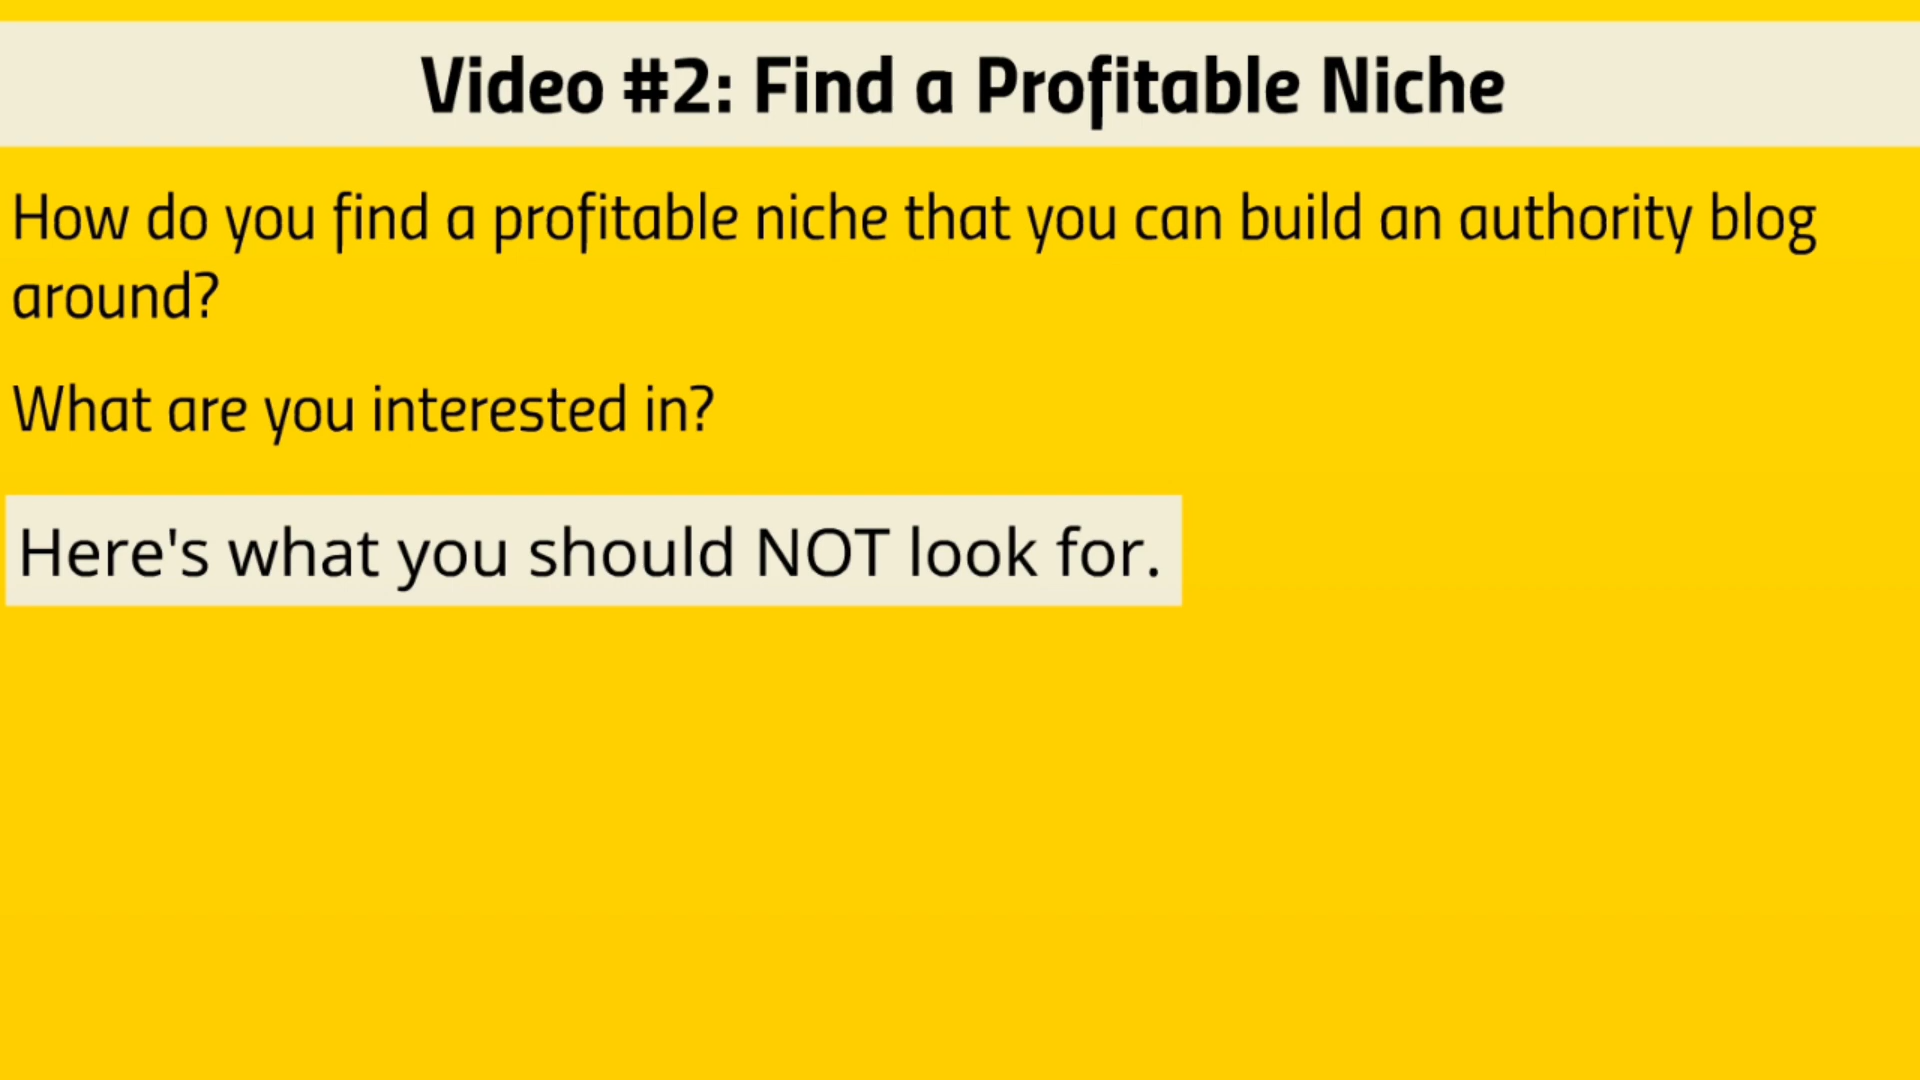 Video #2: Find a Profitable Niche
How do you find a profitable niche that you can build an authority blog
around?
What are you interested in?
Here's what you should NOT look for.